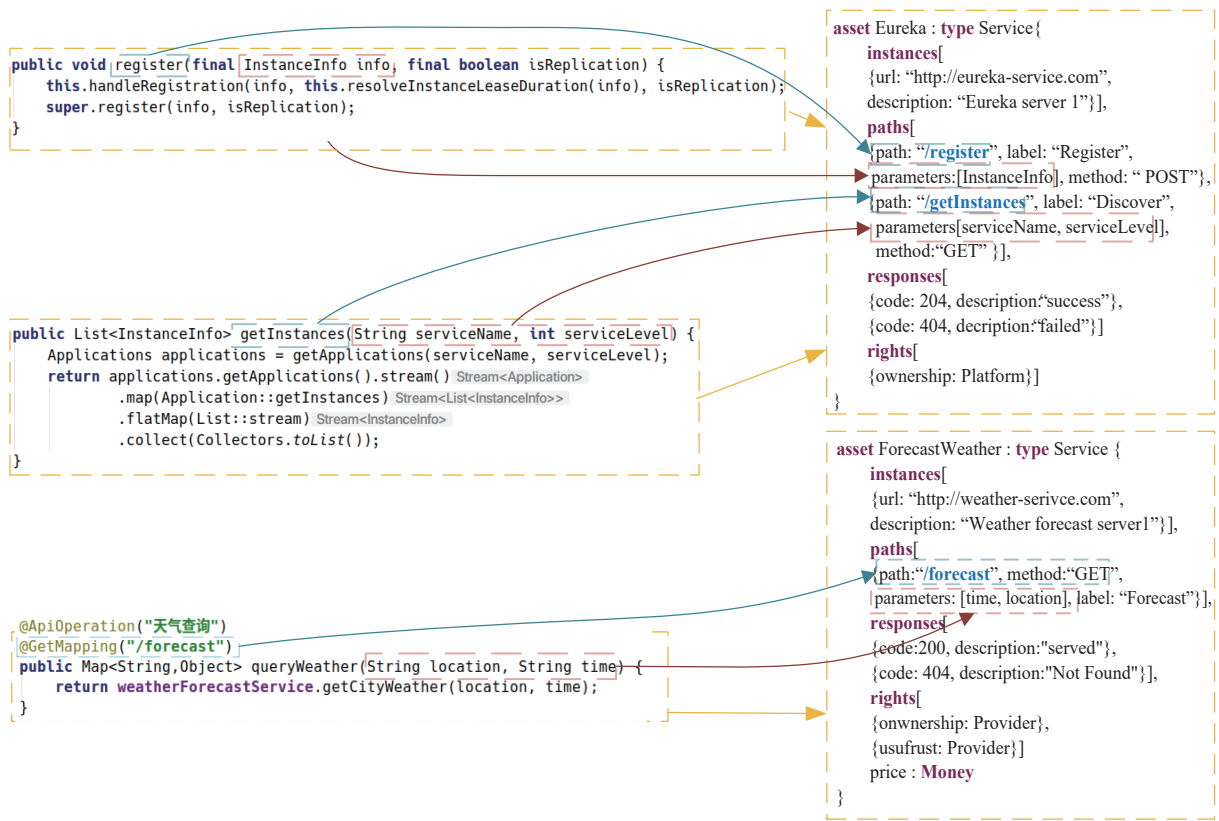 public void register(final InstanceInfo info, final boolean isReplication) {
this.handleRegistration(info, this.resolveInstanceLeaseDuration(info), isReplication);
super.register(info, isReplication);
}
public List<InstanceInfo> getInstances(String serviceName, int serviceLevel) {
Applications applications = getApplications(serviceName, serviceLevel);
return applications.getApplications().stream() Stream<Application>
.map(Application::getInstances) Stream<List<InstanceInfo>>
.flatMap(List::stream) Stream<InstanceInfo>
.collect(Collectors.toList());
}
@ApiOperation("天气查询")
@GetMapping("/forecast")
public Map<String,Object> queryWeather(String location, String time) {
return weatherForecastService.getCityWeather(location, time);
}
asset Eureka : type Service{
instances[
{url: “http://eureka-service.com”,
description: “Eureka server 1”}],
paths[
{path: “/register”, label: “Register”,
parameters:[InstanceInfo], method: “ POST”},
{path: “/getInstances”, label: “Discover”,
parameters[serviceName, serviceLevel],
method:“GET” }],
responses[
{code: 204, description:“success”},
{code: 404, decription:“failed”}]
rights[
{ownership: Platform}]
}
asset ForecastWeather : type Service {
instances[
{url: “http://weather-serivce.com”,
description: “Weather forecast server1”}],
paths[
{path:“/forecast”, method:“GET”,
parameters: [time, location], label: “Forecast”}],
responses[
{code:200, description:"served"},
{code: 404, description:"Not Found"}],
rights[
{onwnership: Provider},
{usufrust: Provider}]
price : Money
}